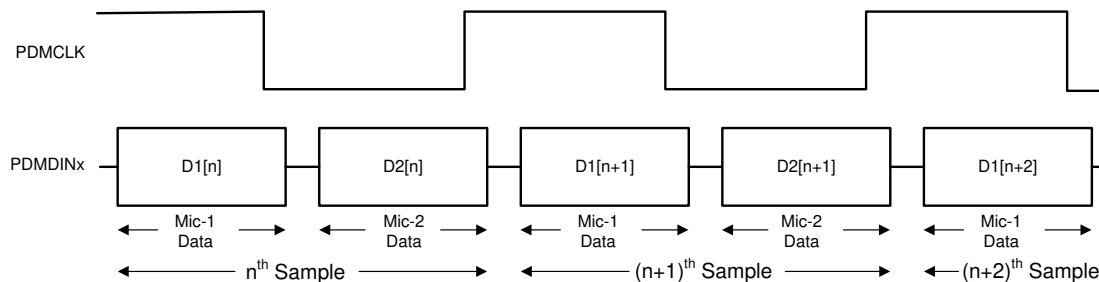 PDMCLK
PDMDINx
D1[n]
D2[n]
D1[n+1]
D2[n+1]
D1[n+2]
Mic-1
Data
Mic-2
Data
Mic-1
Data
Mic-2
Data
Mic-1
Data
nth Sample
(n+1)th Sample
(n+2)th Sample